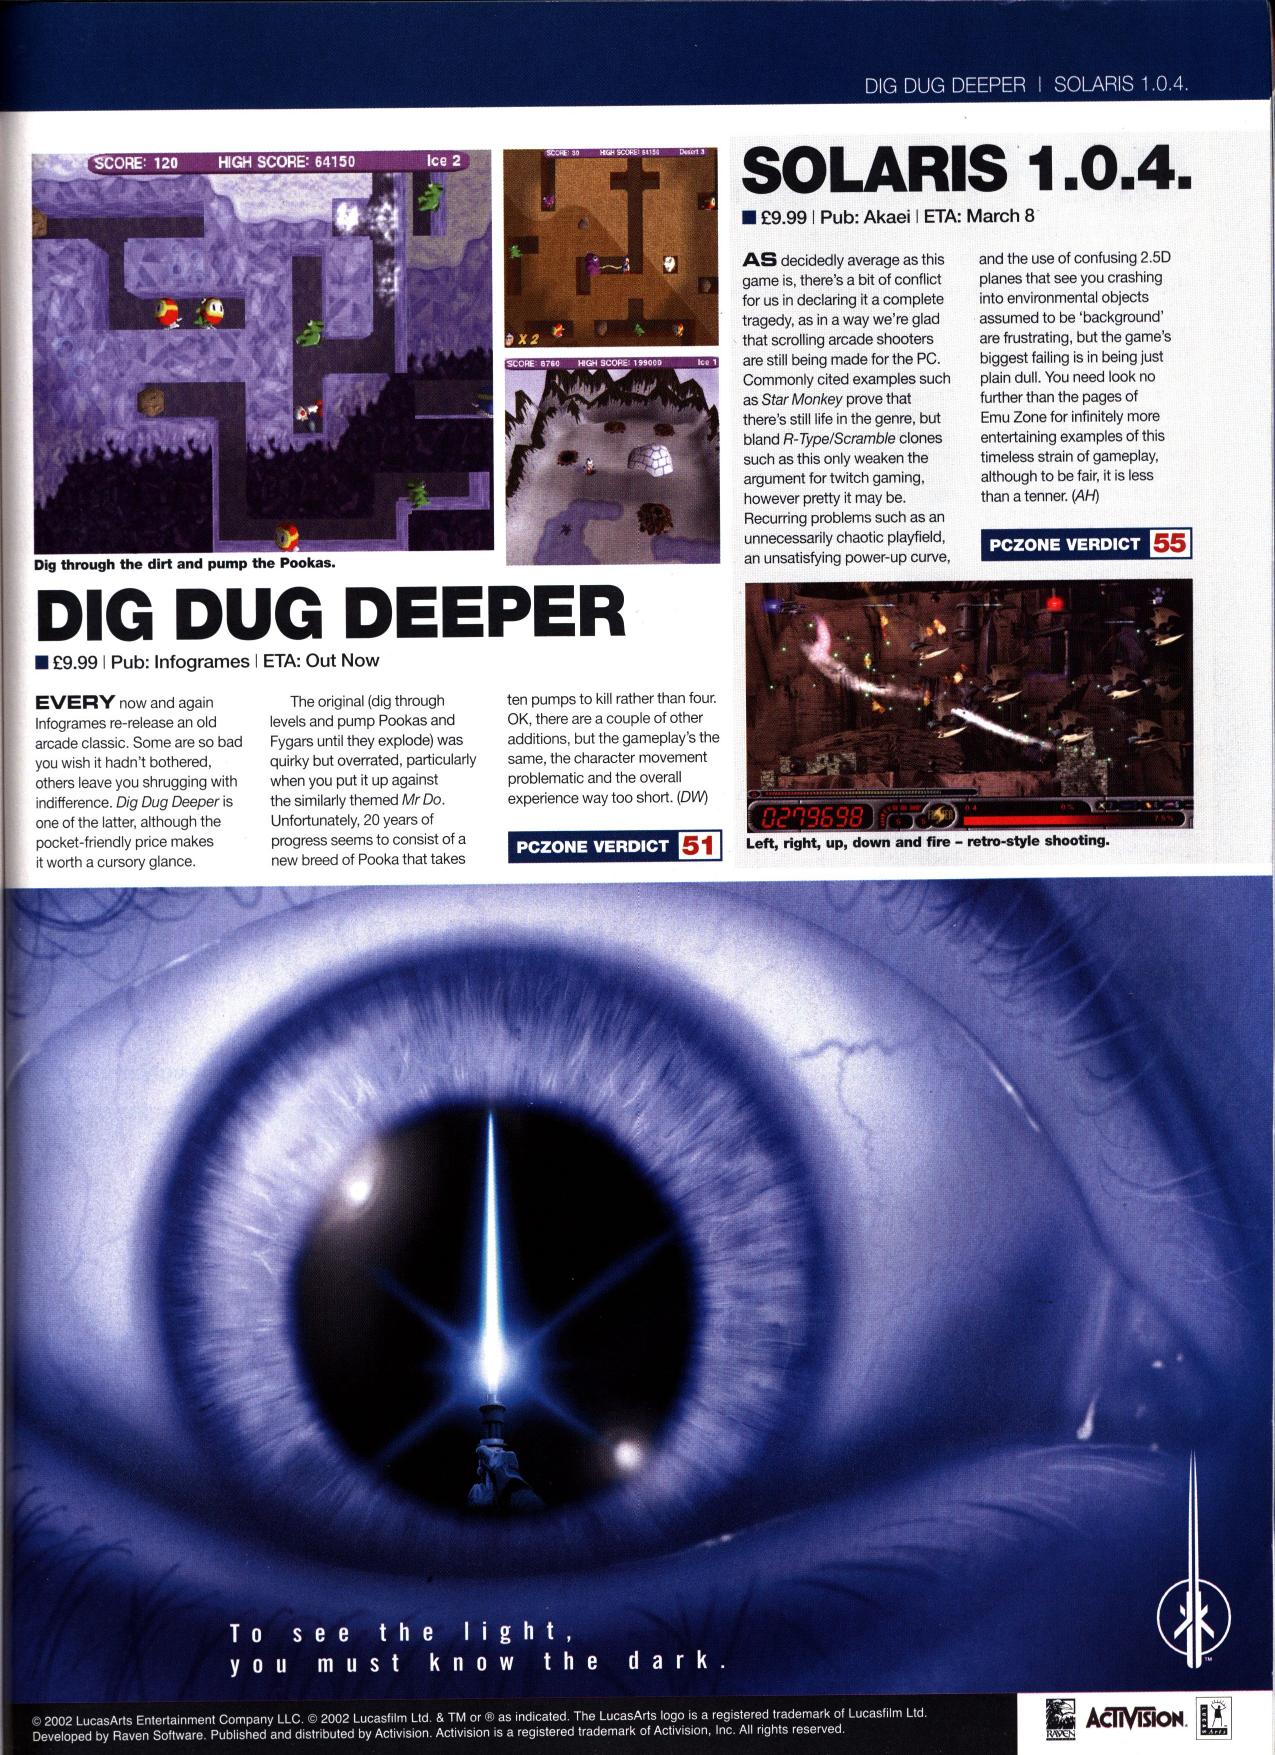 DIG DUG DEEPER | SOLARIS 1.0.4.
SCORE: 120 HIGH SCORE: 64150 Ice 2
SCORE: 30 HIGH SCORE: 64150 Desert 3
X 2
SCORE: 8760 HIGH SCORE: 199000 Ice 1
Dig through the dirt and pump the Pookas.
DIG DUG DEEPER
£9.99 | Pub: Infogrames | ETA: Out Now
EVERY now and again
Infogrames re-release an old
arcade classic. Some are so bad
you wish it hadn't bothered,
others leave you shrugging with
indifference. Dig Dug Deeper is
one of the latter, although the
pocket-friendly price makes
it worth a cursory glance.
The original (dig through
levels and pump Pookas and
Fygars until they explode) was
quirky but overrated, particularly
when you put it up against
the similarly themed Mr Do.
Unfortunately, 20 years of
progress seems to consist of a
new breed of Pooka that takes
ten pumps to kill rather than four.
OK, there are a couple of other
additions, but the gameplay's the
same, the character movement
problematic and the overall
experience way too short. (DW)
PCZONE VERDICT 51
SOLARIS 1.0.4.
£9.99 | Pub: Akaei | ETA: March 8
AS decidedly average as this
game is, there's a bit of conflict
for us in declaring it a complete
tragedy, as in a way we're glad
that scrolling arcade shooters
are still being made for the PC.
Commonly cited examples such
as Star Monkey prove that
there's still life in the genre, but
bland R-Type/Scramble clones
such as this only weaken the
argument for twitch gaming,
however pretty it may be.
Recurring problems such as an
unnecessarily chaotic playfield,
an unsatisfying power-up curve,
and the use of confusing 2.5D
planes that see you crashing
into environmental objects
assumed to be 'background'
are frustrating, but the game's
biggest failing is in being just
plain dull. You need look no
further than the pages of
Emu Zone for infinitely more
entertaining examples of this
timeless strain of gameplay,
although to be fair, it is less
than a tenner. (AH)
PCZONE VERDICT 55
0279698
Left, right, up, down and fire – retro-style shooting.
To see the light,
you must know the dark.
TM
© 2002 LucasArts Entertainment Company LLC. © 2002 Lucasfilm Ltd. & TM or ® as indicated. The LucasArts logo is a registered trademark of Lucasfilm Ltd.
Developed by Raven Software. Published and distributed by Activision. Activision is a registered trademark of Activision, Inc. All rights reserved.
RAVEN
ACTIVISION.